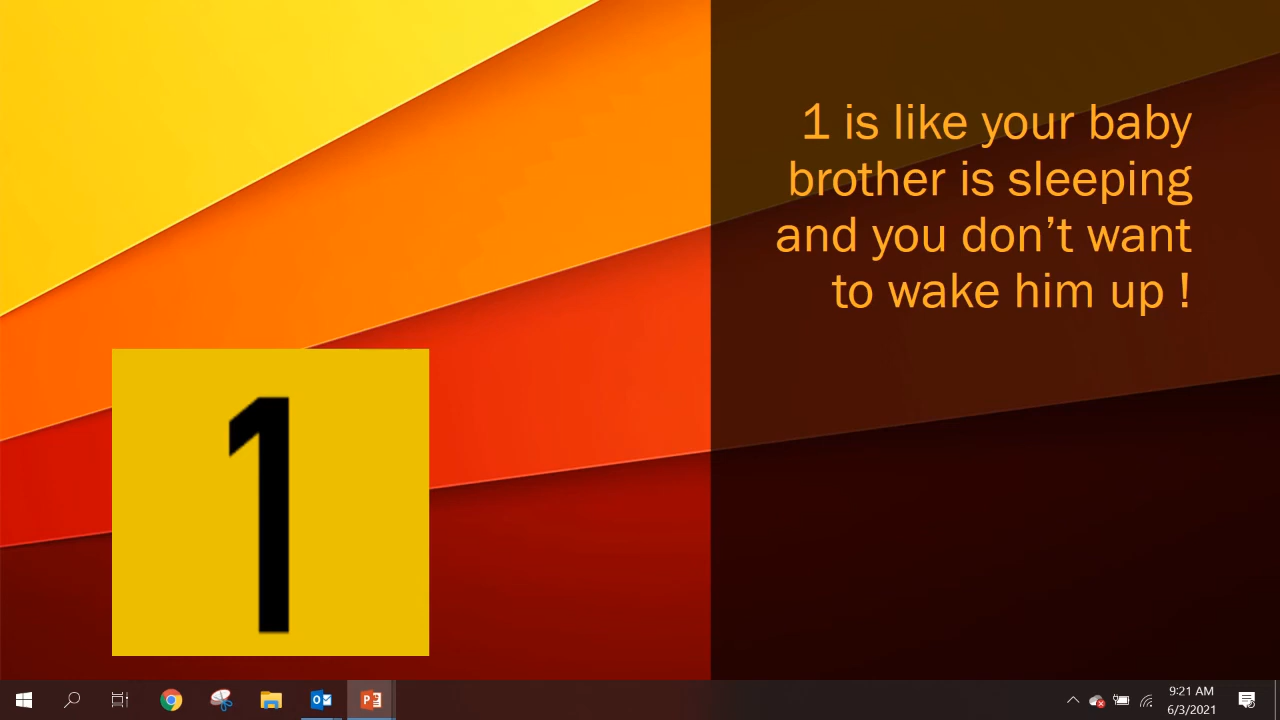 1 is like your baby
brother is sleeping
and you don’t want
to wake him up !
1
9:21 AM
6/3/2021